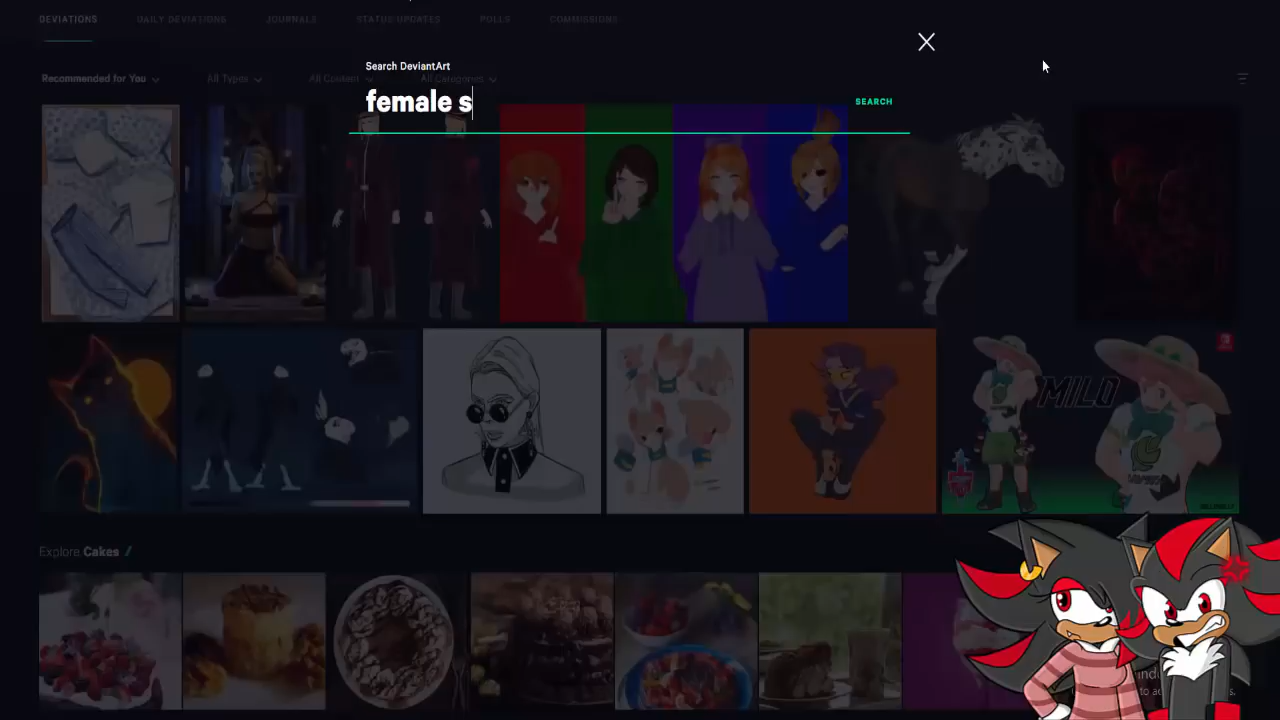 DEVIATIONS DAILY DEVIATIONS JOURNALS STATUS UPDATES POLLS COMMISSIONS
Search DeviantArt
Recommended for You All Types All Content All Categories
female s
SEARCH
MILO
Explore Cakes /